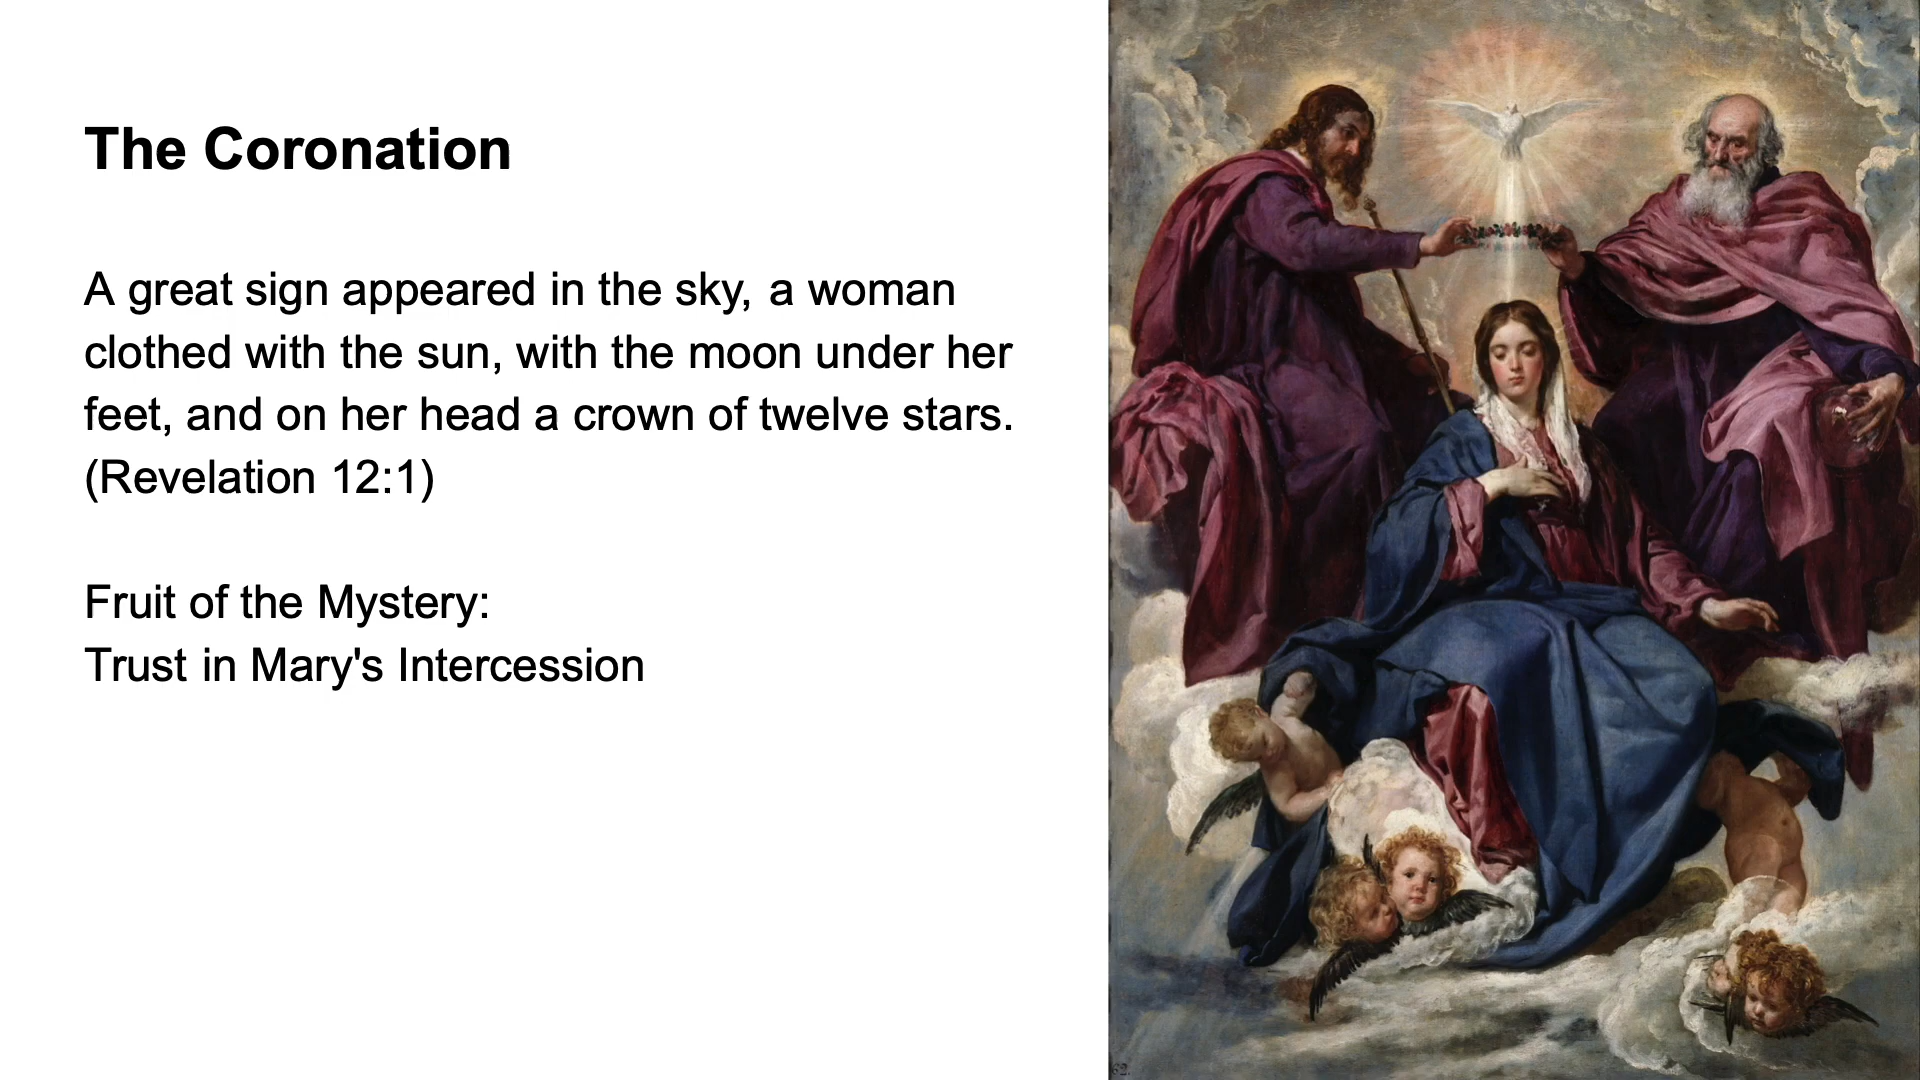 The Coronation
A great sign appeared in the sky, a woman
clothed with the sun, with the moon under her
feet, and on her head a crown of twelve stars.
(Revelation 12:1)
Fruit of the Mystery:
Trust in Mary's Intercession
62.